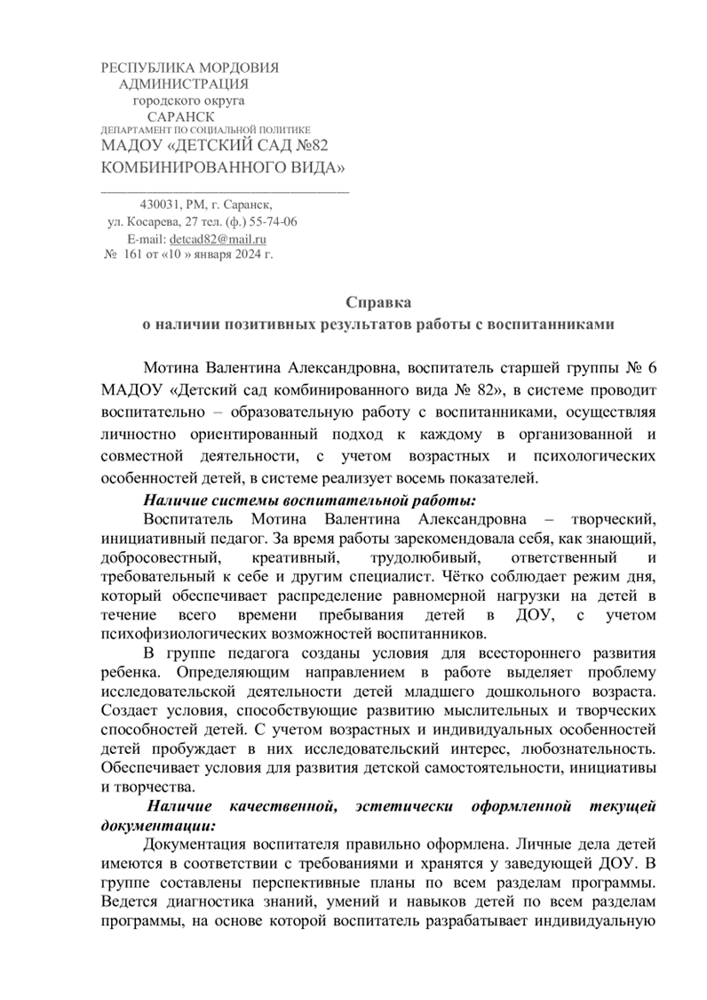 РЕСПУБЛИКА МОРДОВИЯ
АДМИНИСТРАЦИЯ
городского округа
САРАНСК
ДЕПАРТАМЕНТ ПО СОЦИАЛЬНОЙ ПОЛИТИКЕ
МАДОУ «ДЕТСКИЙ САД №82
КОМБИНИРОВАННОГО ВИДА»
430031, РМ, г. Саранск,
ул. Косарева, 27 тел. (ф.) 55-74-06
E-mail: detcad82@mail.ru
№ 161 от «10 » января 2024 г.
Справка
о наличии позитивных результатов работы с воспитанниками
Мотина Валентина Александровна, воспитатель старшей группы № 6
МАДОУ «Детский сад комбинированного вида № 82», в системе проводит
воспитательно – образовательную работу с воспитанниками, осуществляя
личностно ориентированный подход к каждому в организованной и
совместной деятельности, с учетом возрастных и психологических
особенностей детей, в системе реализует восемь показателей.
Наличие системы воспитательной работы:
Воспитатель Мотина Валентина Александровна – творческий,
инициативный педагог. За время работы зарекомендовала себя, как знающий,
добросовестный, креативный, трудолюбивый, ответственный и
требовательный к себе и другим специалист. Чётко соблюдает режим дня,
который обеспечивает распределение равномерной нагрузки на детей в
течение всего времени пребывания детей в ДОУ, с учетом
психофизиологических возможностей воспитанников.
В группе педагога созданы условия для всестороннего развития
ребенка. Определяющим направлением в работе выделяет проблему
исследовательской деятельности детей младшего дошкольного возраста.
Создает условия, способствующие развитию мыслительных и творческих
способностей детей. С учетом возрастных и индивидуальных особенностей
детей пробуждает в них исследовательский интерес, любознательность.
Обеспечивает условия для развития детской самостоятельности, инициативы
и творчества.
Наличие качественной, эстетически оформленной текущей
документации:
Документация воспитателя правильно оформлена. Личные дела детей
имеются в соответствии с требованиями и хранятся у заведующей ДОУ. В
группе составлены перспективные планы по всем разделам программы.
Ведется диагностика знаний, умений и навыков детей по всем разделам
программы, на основе которой воспитатель разрабатывает индивидуальную